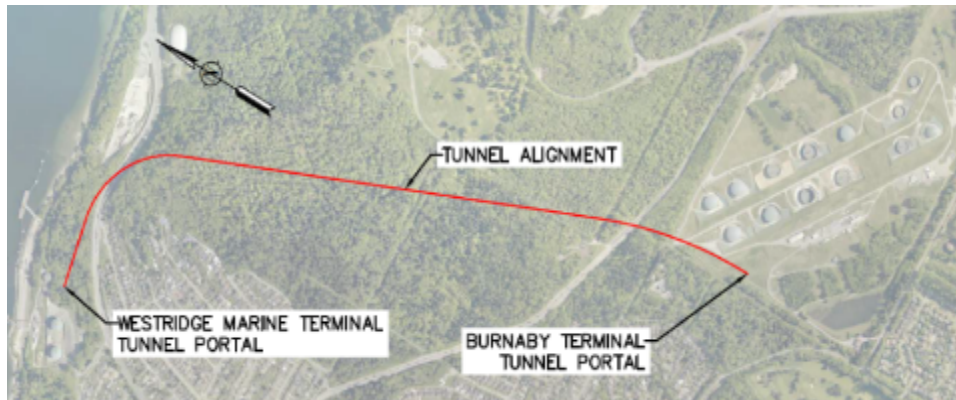 TUNNEL ALIGNMENT
WESTRIDGE MARINE TERMINAL
TUNNEL PORTAL
BURNABY TERMINAL
TUNNEL PORTAL